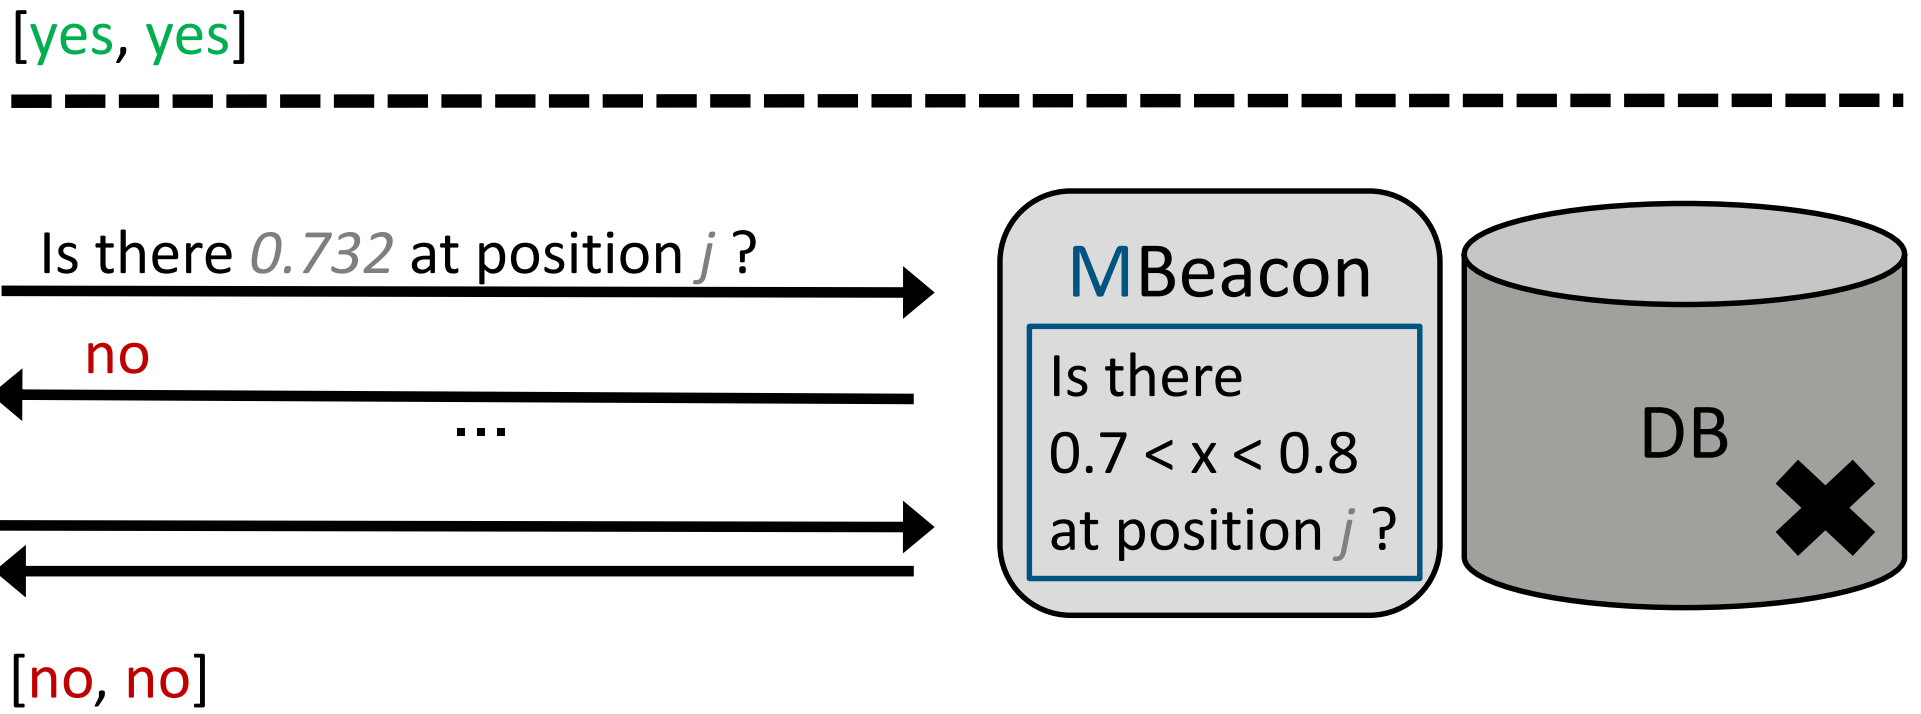 [yes, yes]
Is there 0.732 at position j ?
no
...
MBeacon
Is there
0.7 < x < 0.8
at position j ?
DB
[no, no]